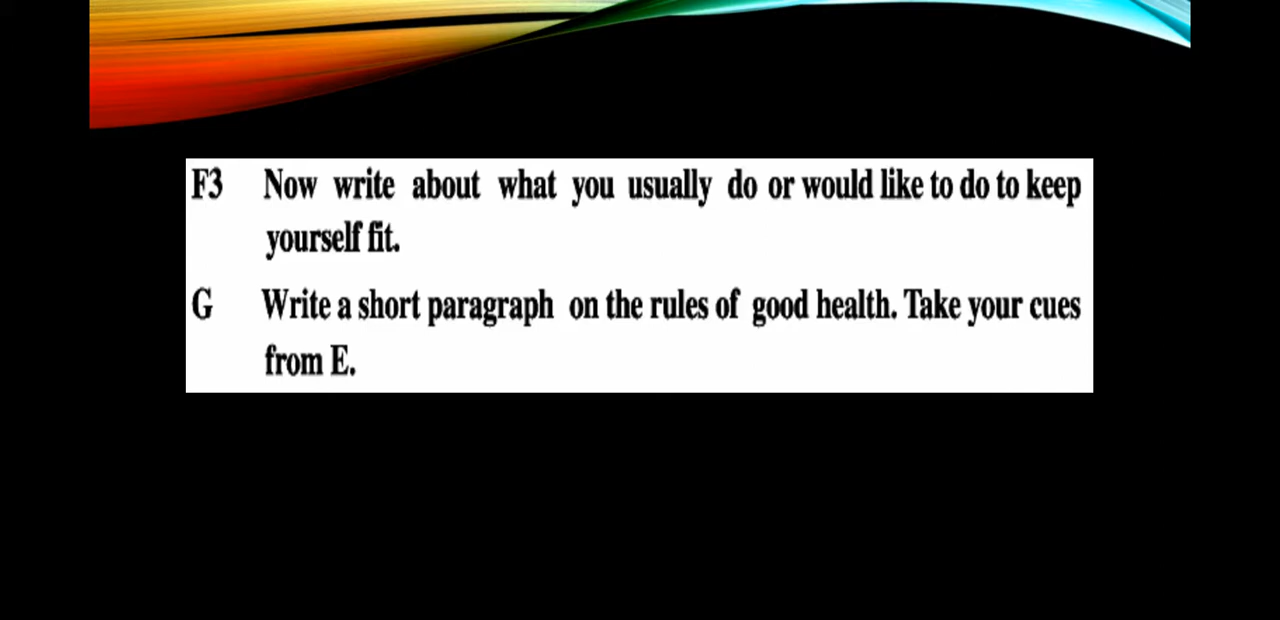 F3 Now write about what you usually do or would like to do to keep
yourself fit.
G Write a short paragraph on the rules of good health. Take your cues
from E.